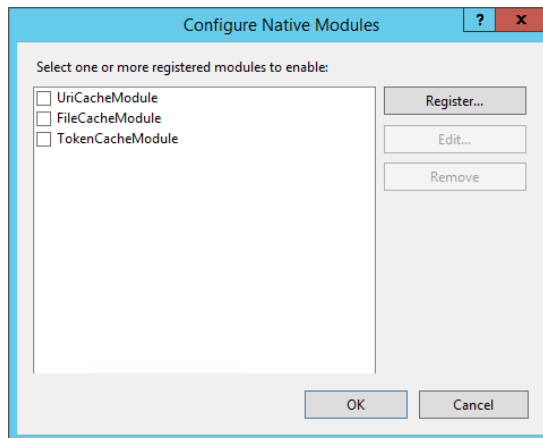 Configure Native Modules
? x
Select one or more registered modules to enable:
UriCacheModule
FileCacheModule
TokenCacheModule
Register...
Edit...
Remove
OK
Cancel